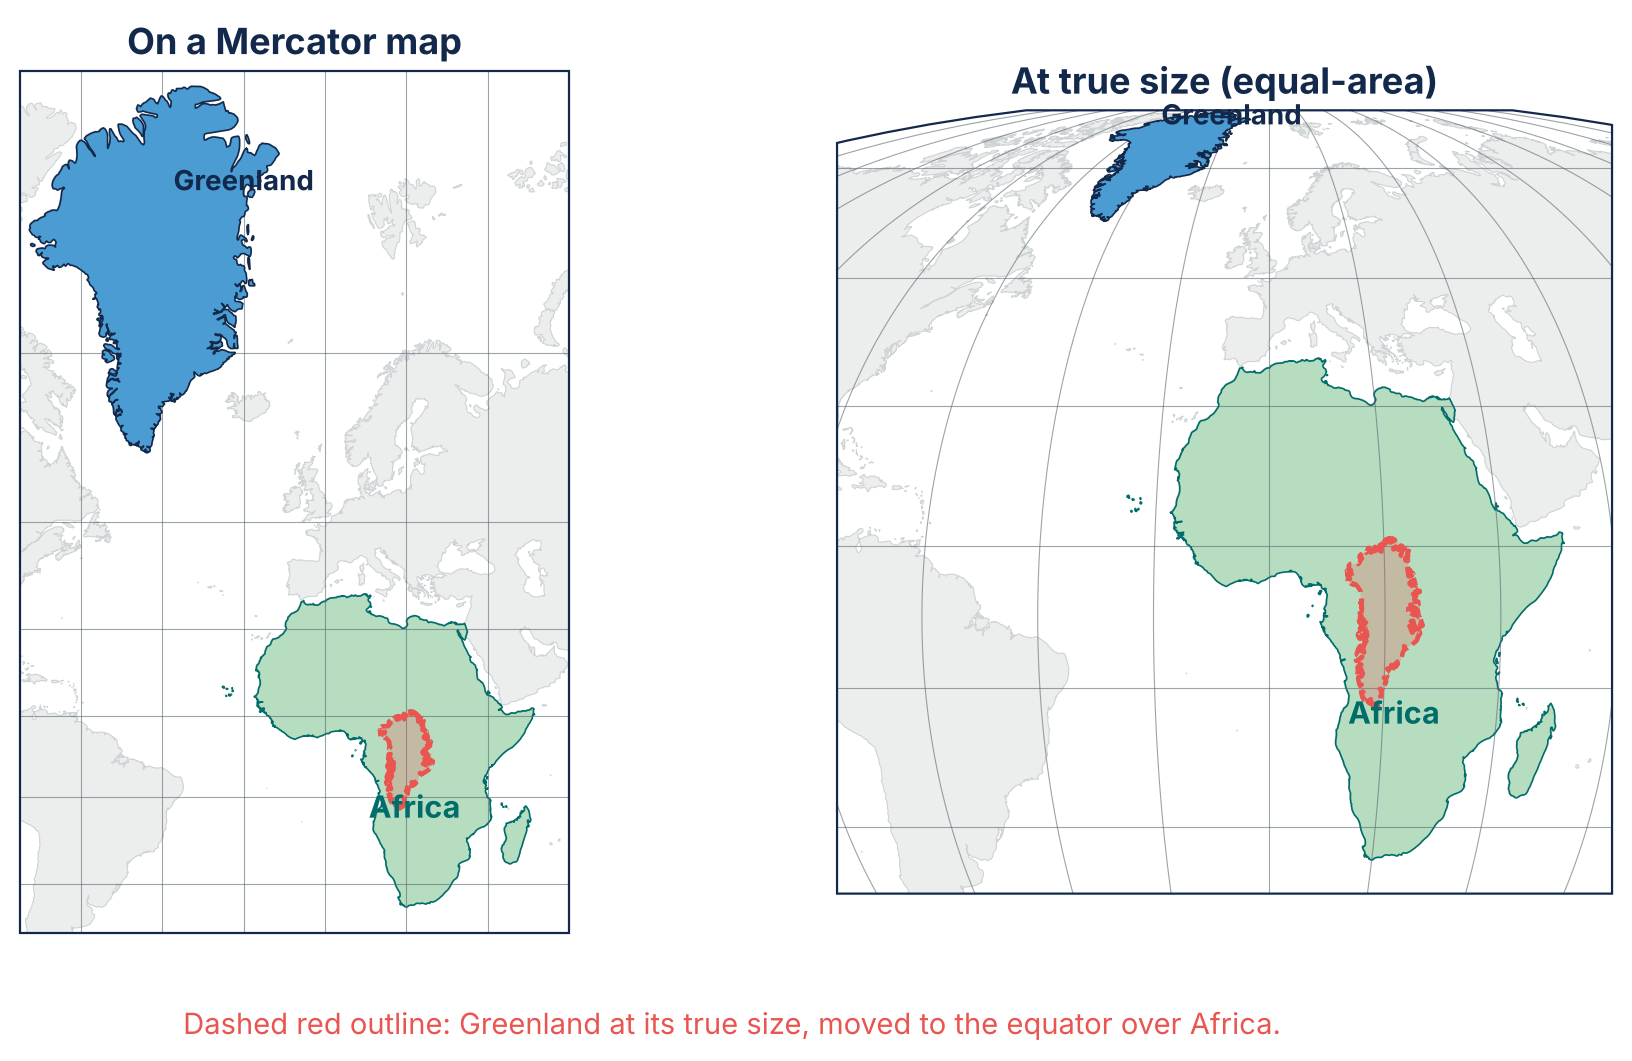 On a Mercator map
Greenland
Africa
At true size (equal-area)
Greenland
Africa
Dashed red outline: Greenland at its true size, moved to the equator over Africa.